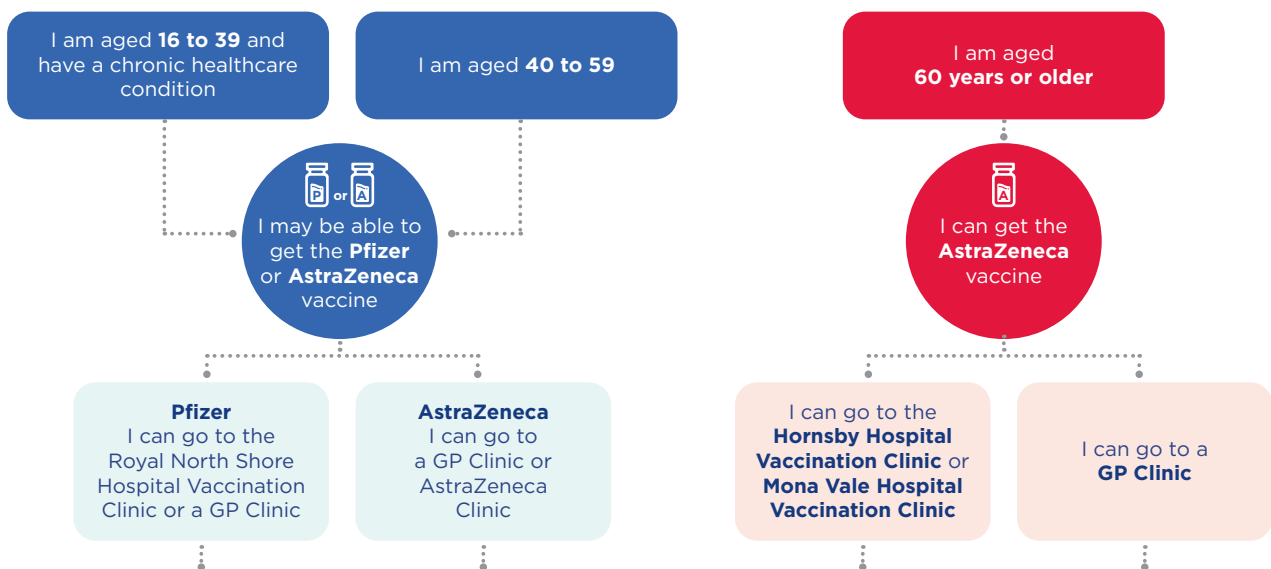 I am aged 16 to 39 and
have a chronic healthcare
condition
I am aged 40 to 59
I am aged
60 years or older
P or A
I may be able to
get the Pfizer
or AstraZeneca
vaccine
A
I can get the
AstraZeneca
vaccine
Pfizer
I can go to the
Royal North Shore
Hospital Vaccination
Clinic or a GP Clinic
AstraZeneca
I can go to
a GP Clinic or
AstraZeneca
Clinic
I can go to the
Hornsby Hospital
Vaccination Clinic or
Mona Vale Hospital
Vaccination Clinic
I can go to a
GP Clinic